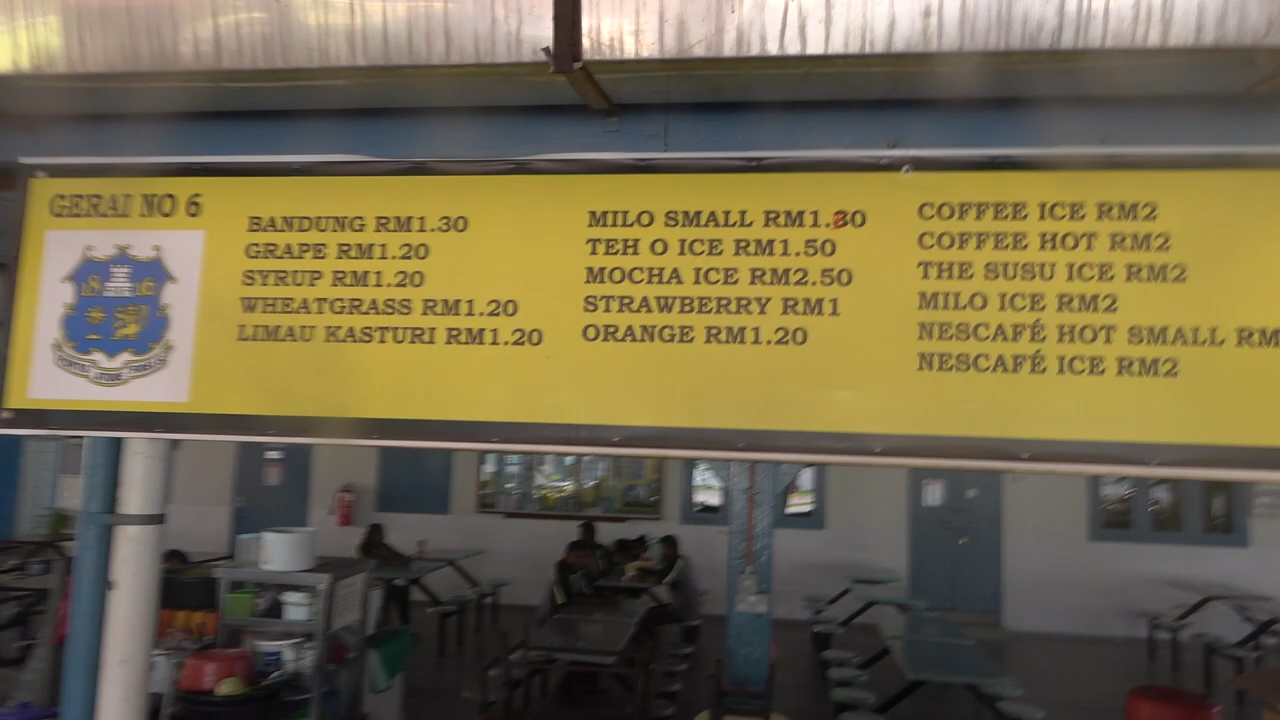 GERAI NO 6
1816
BANDUNG RM1.30
GRAPE RM1.20
SYRUP RM1.20
WHEATGRASS RM1.20
LIMAU KASTURI RM1.20
MILO SMALL RM1.30
TEH O ICE RM1.50
MOCHA ICE RM2.50
STRAWBERRY RM1
ORANGE RM1.20
COFFEE ICE RM2
COFFEE HOT RM2
THE SUSU ICE RM2
MILO ICE RM2
NESCAFÉ HOT SMALL RM
NESCAFÉ ICE RM2